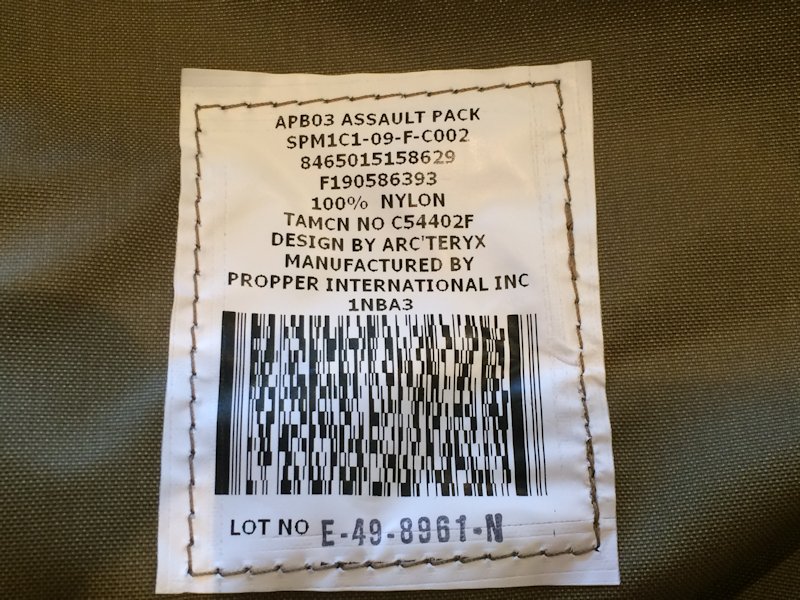 APB03 ASSAULT PACK
SPM1C1-09-F-C002
8465015158629
F190586393
100% NYLON
TAMCN NO C54402F
DESIGN BY ARC'TERYX
MANUFACTURED BY
PROPPER INTERNATIONAL INC
1NBA3
LOT NO E-49-8961-N